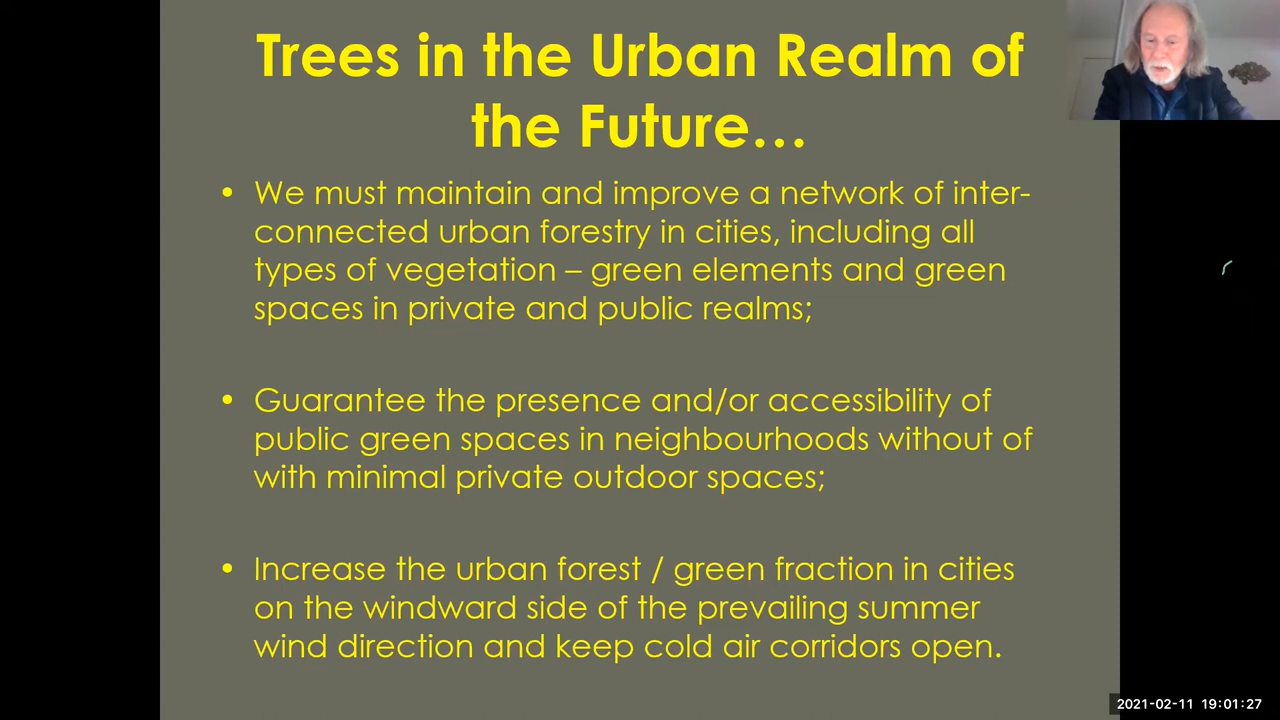 Trees in the Urban Realm of
the Future…
• We must maintain and improve a network of inter-
connected urban forestry in cities, including all
types of vegetation – green elements and green
spaces in private and public realms;
• Guarantee the presence and/or accessibility of
public green spaces in neighbourhoods without of
with minimal private outdoor spaces;
• Increase the urban forest / green fraction in cities
on the windward side of the prevailing summer
wind direction and keep cold air corridors open.
2021-02-11 19:01:27